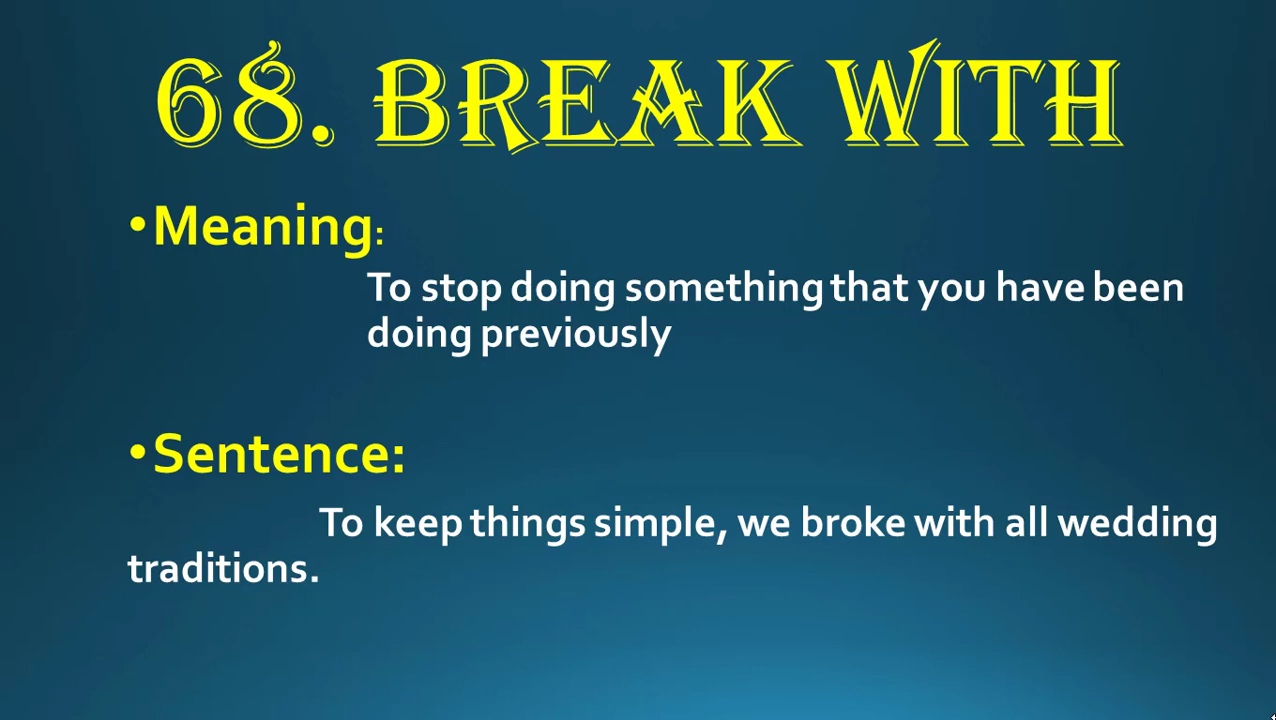 68. BREAK WITH
•Meaning:
To stop doing something that you have been
doing previously
•Sentence:
To keep things simple, we broke with all wedding
traditions.